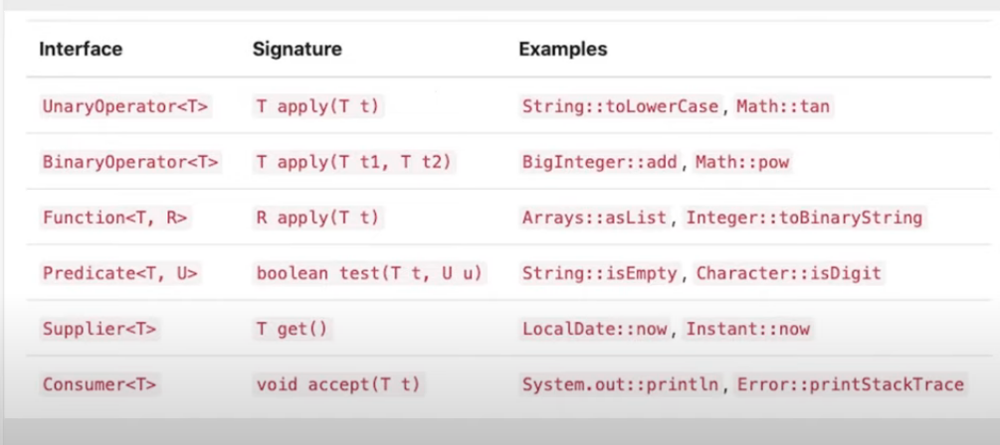 Interface Signature Examples
UnaryOperator<T> T apply(T t) String::toLowerCase, Math::tan
BinaryOperator<T> T apply(T t1, T t2) BigInteger::add, Math::pow
Function<T, R> R apply(T t) Arrays::asList, Integer::toBinaryString
Predicate<T, U> boolean test(T t, U u) String::isEmpty, Character::isDigit
Supplier<T> T get() LocalDate::now, Instant::now
Consumer<T> void accept(T t) System.out::println, Error::printStackTrace